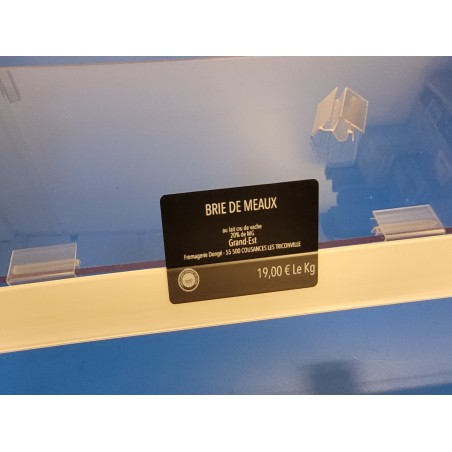 BRIE DE MEAUX
au lait cru de vache
20% de MG
Grand-Est
Fromagerie Dongé - 55 500 COUSANCES LES TRICONVILLE
19,00 € Le Kg